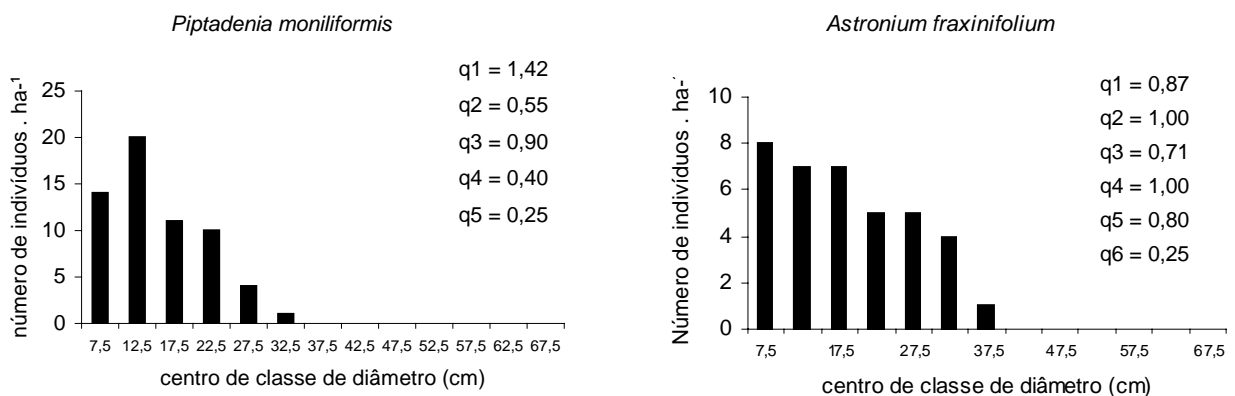 Piptadenia moniliformis
número de indivíduos . ha-¹
25
20
15
10
5
0
q1 = 1,42
q2 = 0,55
q3 = 0,90
q4 = 0,40
q5 = 0,25
7,5 12,5 17,5 22,5 27,5 32,5 37,5 42,5 47,5 52,5 57,5 62,5 67,5
centro de classe de diâmetro (cm)
Astronium fraxinifolium
Número de indivíduos . ha-
10
8
6
4
2
0
q1 = 0,87
q2 = 1,00
q3 = 0,71
q4 = 1,00
q5 = 0,80
q6 = 0,25
7,5 17,5 27,5 37,5 47,5 57,5 67,5
centro de classe de diâmetro (cm)